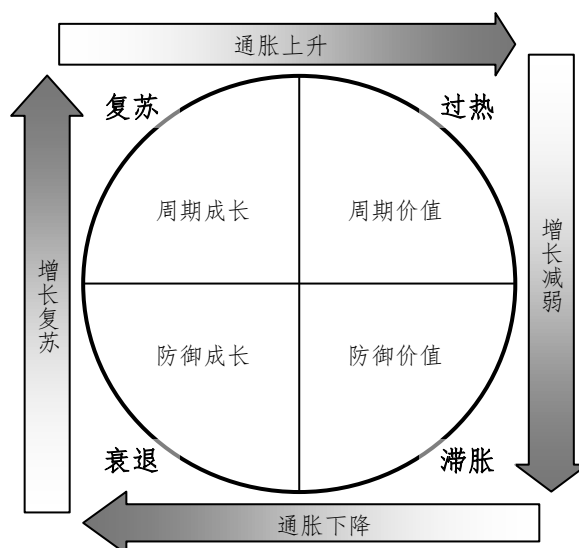 通胀上升
复苏
过热
周期成长
周期价值
增长复苏
增长减弱
防御成长
防御价值
衰退
滞胀
通胀下降